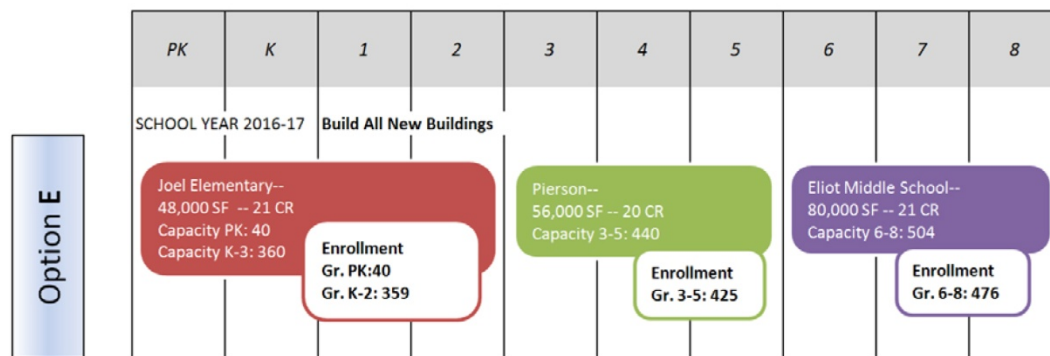 PK K 1 2 3 4 5 6 7 8
SCHOOL YEAR 2016-17 Build All New Buildings
Option E
Joel Elementary--
48,000 SF -- 21 CR
Capacity PK: 40
Capacity K-3: 360
Enrollment
Gr. PK:40
Gr. K-2: 359
Pierson--
56,000 SF -- 20 CR
Capacity 3-5: 440
Enrollment
Gr. 3-5: 425
Eliot Middle School--
80,000 SF -- 21 CR
Capacity 6-8: 504
Enrollment
Gr. 6-8: 476